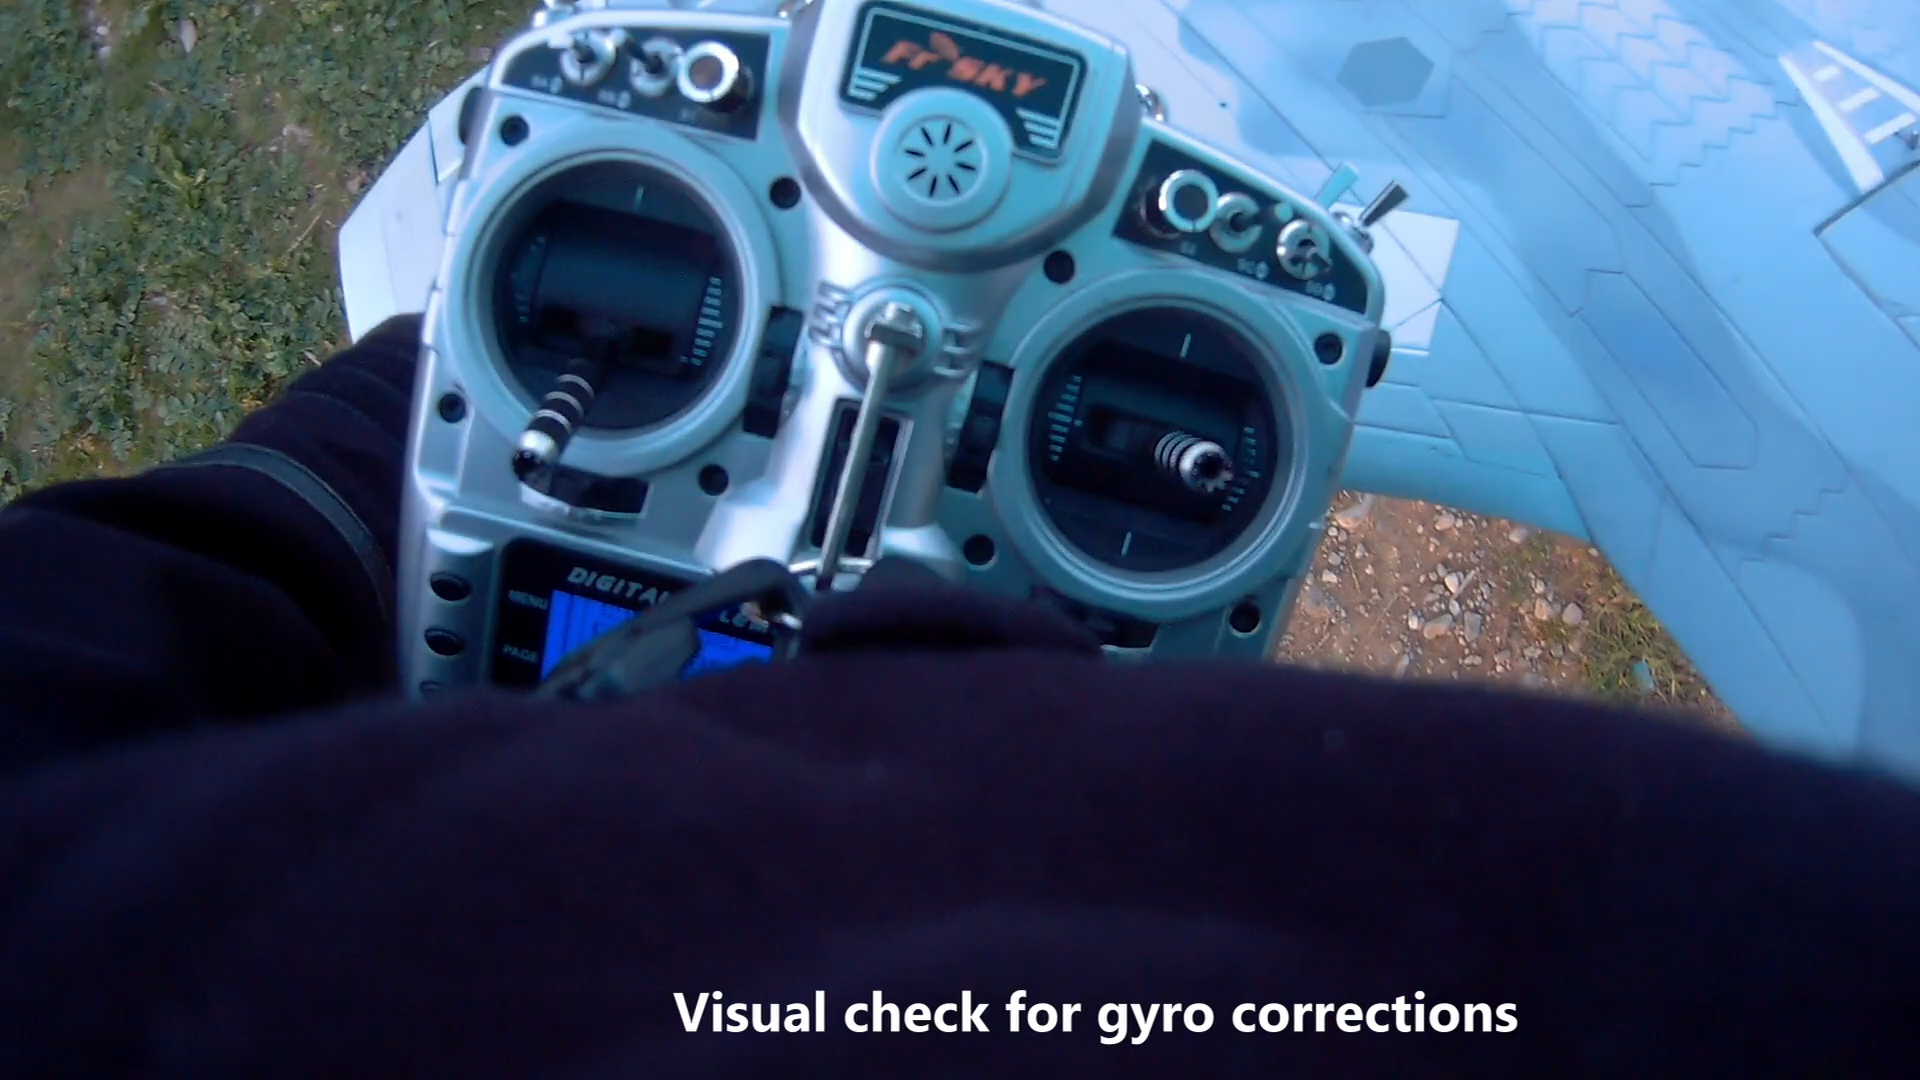 FrSKY
DIGITAL
MENU
PAGE
Visual check for gyro corrections